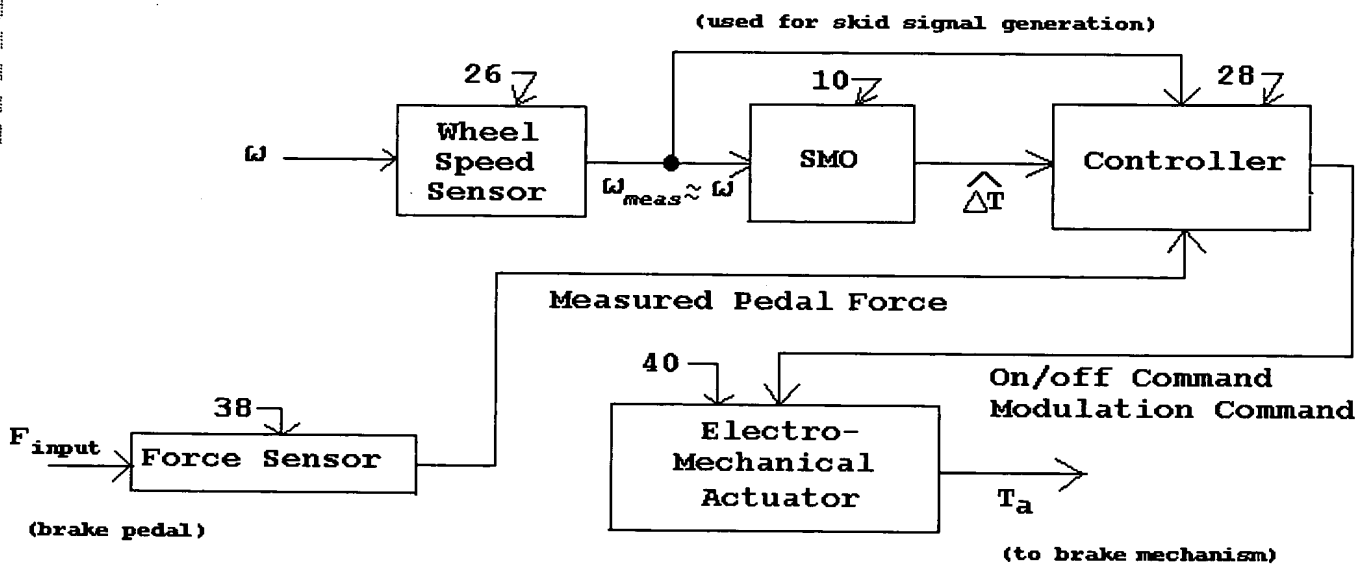 (used for skid signal generation)
26
10
28
ω
Wheel
Speed
Sensor
ω_meas ≈ ω
SMO
\widehat{ΔT}
Controller
Measured Pedal Force
40
On/off Command
Modulation Command
38
F_input
Force Sensor
Electro-
Mechanical
Actuator
T_a
(brake pedal)
(to brake mechanism)